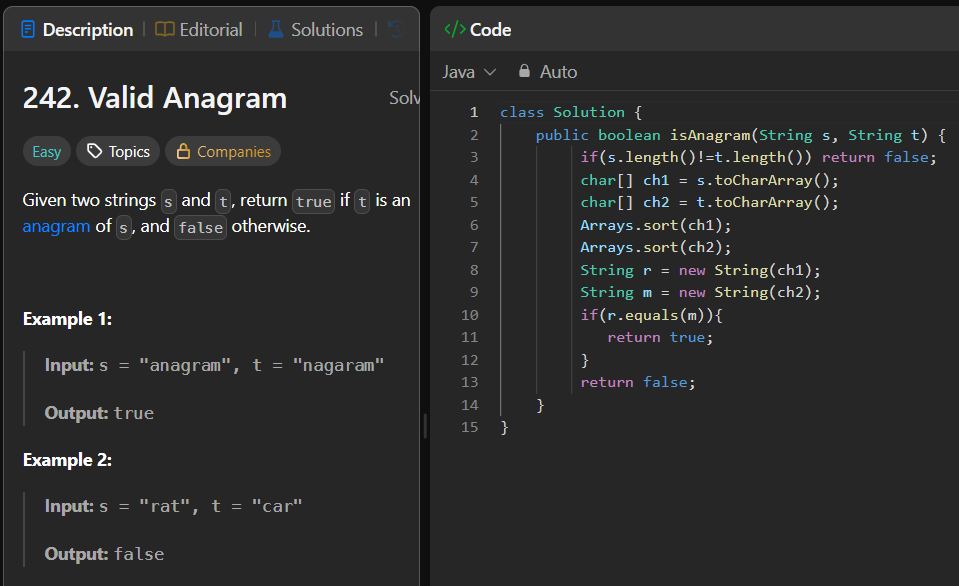 Description | Editorial | Solutions |
242. Valid Anagram
Solv
Easy Topics Companies
Given two strings s and t, return true if t is an
anagram of s, and false otherwise.
Example 1:
Input: s = "anagram", t = "nagaram"
Output: true
Example 2:
Input: s = "rat", t = "car"
Output: false
</> Code
Java Auto
1 class Solution {
2 public boolean isAnagram(String s, String t) {
3 if(s.length()!=t.length()) return false;
4 char[] ch1 = s.toCharArray();
5 char[] ch2 = t.toCharArray();
6 Arrays.sort(ch1);
7 Arrays.sort(ch2);
8 String r = new String(ch1);
9 String m = new String(ch2);
10 if(r.equals(m)){
11 return true;
12 }
13 return false;
14 }
15 }